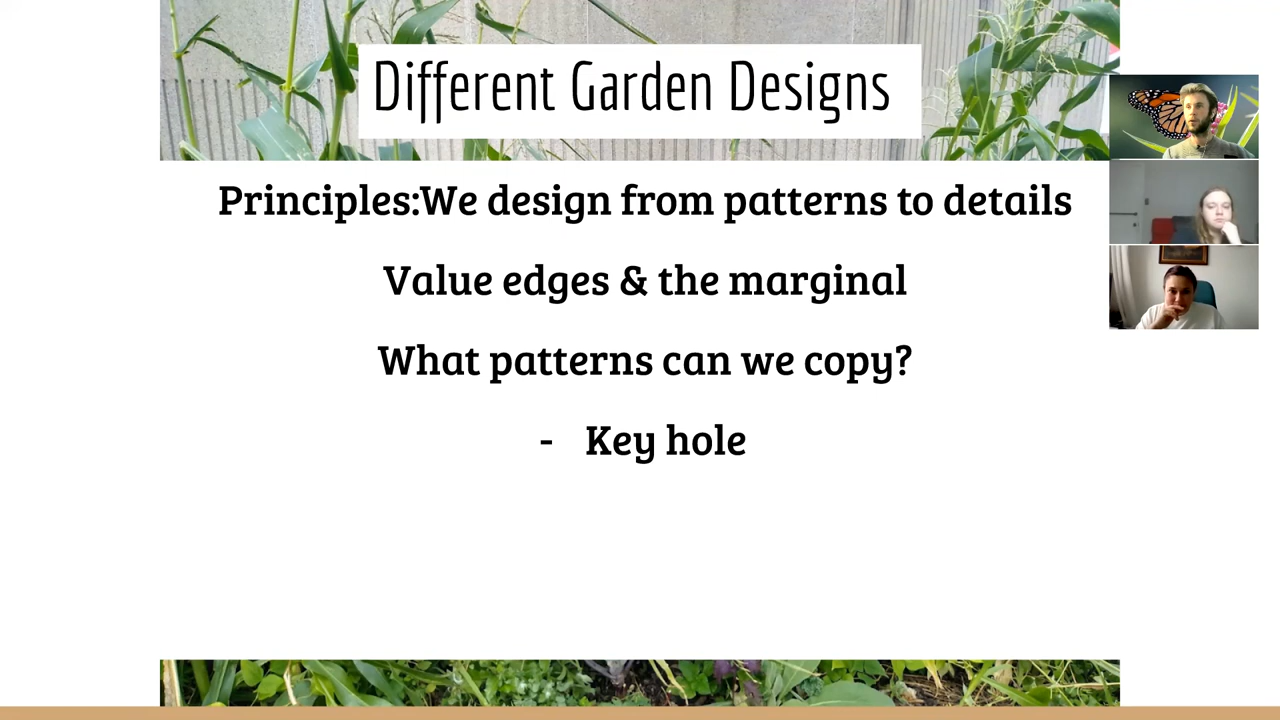 Different Garden Designs
Principles:We design from patterns to details
Value edges & the marginal
What patterns can we copy?
- Key hole